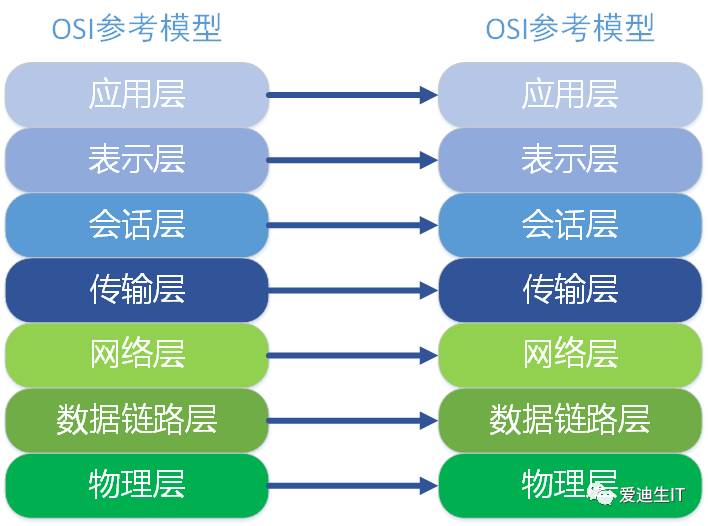 OSI参考模型 OSI参考模型
应用层 应用层
表示层 表示层
会话层 会话层
传输层 传输层
网络层 网络层
数据链路层 数据链路层
物理层 物理层
爱迪生IT